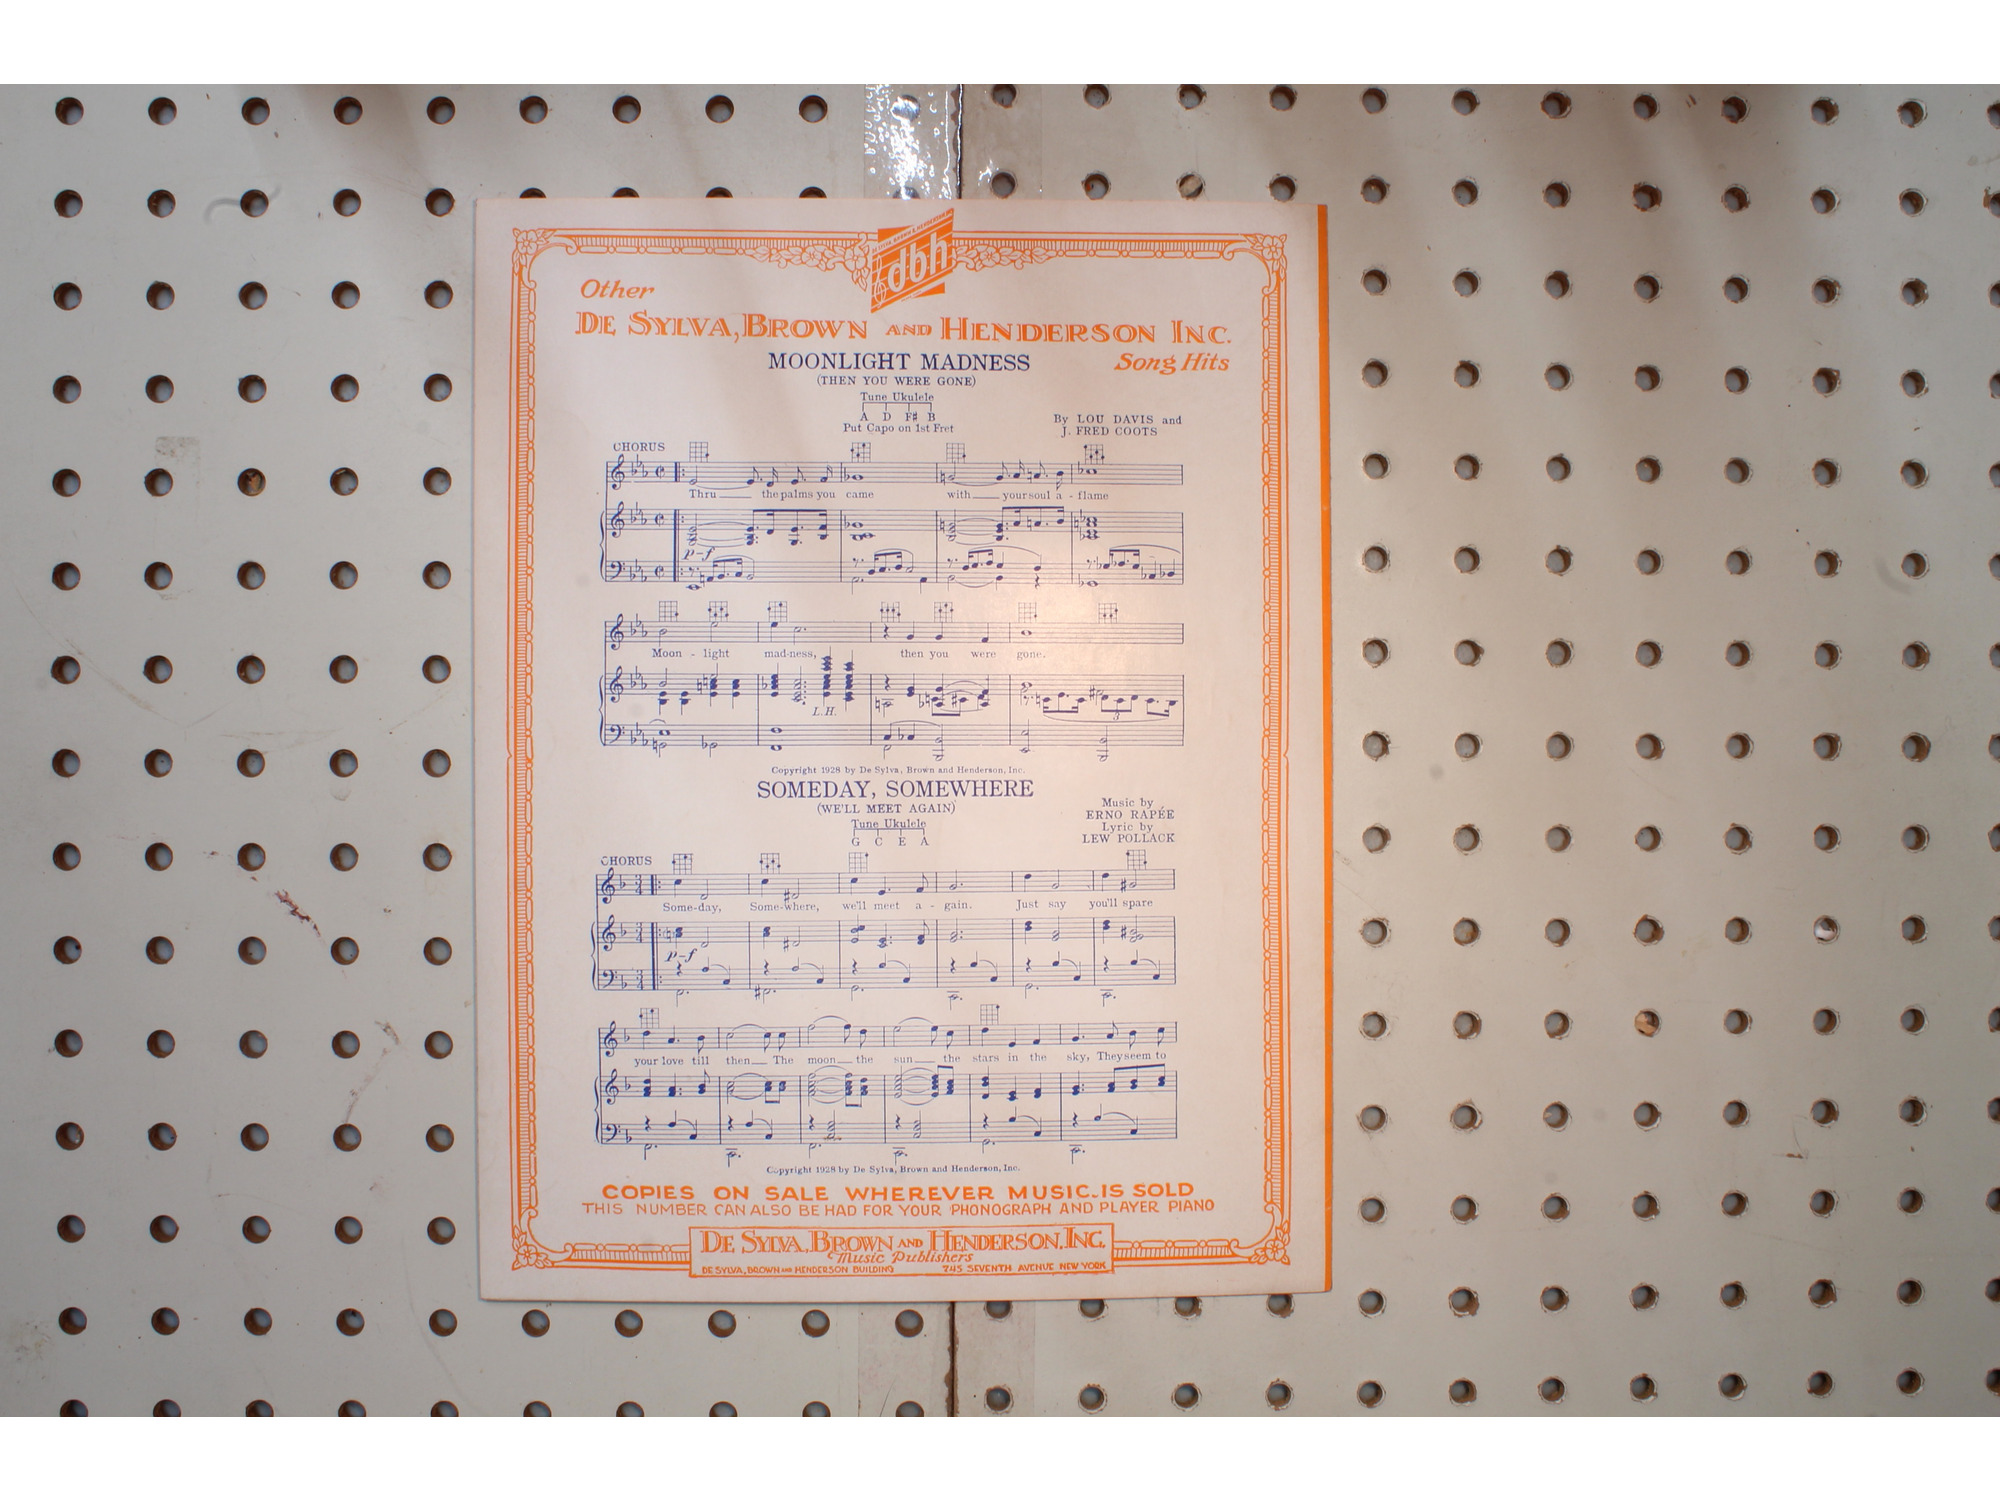 DE SYLVA, BROWN & HENDERSON
dbh
Other
DE SYLVA, BROWN AND HENDERSON INC.
Song Hits
MOONLIGHT MADNESS
(THEN YOU WERE GONE)
Tune Ukulele
A D F# B
Put Capo on 1st Fret
By LOU DAVIS and
J. FRED COOTS
CHORUS
Thru the palms you came with your soul a - flame
p-f
Moon - light mad-ness, then you were gone.
L.H.
3
Copyright 1928 by De Sylva, Brown and Henderson, Inc.
SOMEDAY, SOMEWHERE
(WE'LL MEET AGAIN)
Tune Ukulele
G C E A
Music by
ERNO RAPÉE
Lyric by
LEW POLLACK
CHORUS
Some-day, Some-where, we'll meet a - gain. Just say you'll spare
p-f
your love till then The moon the sun the stars in the sky, They seem to
Copyright 1928 by De Sylva, Brown and Henderson, Inc.
COPIES ON SALE WHEREVER MUSIC IS SOLD
THIS NUMBER CAN ALSO BE HAD FOR YOUR PHONOGRAPH AND PLAYER PIANO
DE SYLVA, BROWN AND HENDERSON, INC.
Music Publishers
DE SYLVA, BROWN AND HENDERSON BUILDING 745 SEVENTH AVENUE NEW YORK